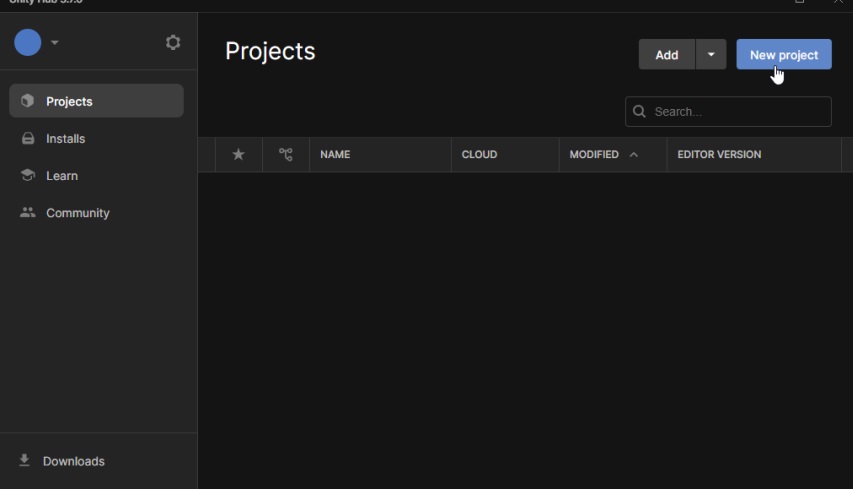 Unity Hub 3.7.0
Projects
Add
New project
Search...
Projects
Installs
Learn
Community
NAME
CLOUD
MODIFIED
EDITOR VERSION
Downloads